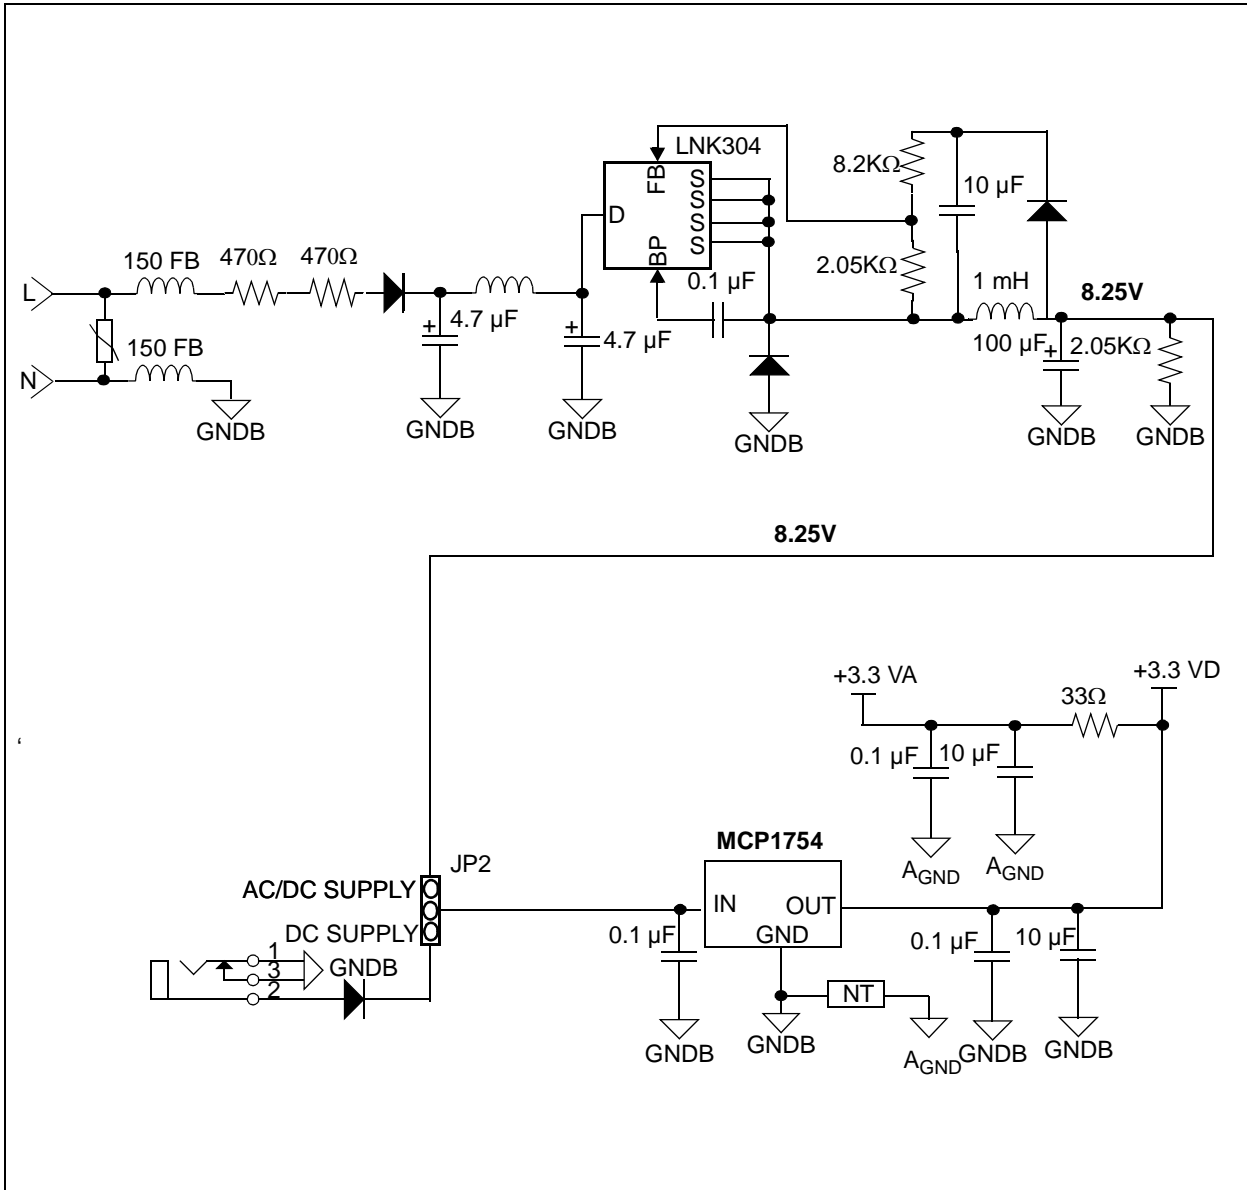 LNK304
FB
S
S
S
S
D
BP
8.2KΩ
10 µF
2.05KΩ
0.1 µF
1 mH
8.25V
150 FB
470Ω
470Ω
L
4.7 µF
4.7 µF
100 µF
+
2.05KΩ
+
+
150 FB
N
GNDB
GNDB
GNDB
GNDB
GNDB
GNDB
8.25V
+3.3 VA
+3.3 VD
33Ω
‘
0.1 µF
10 µF
MCP1754
AGND
AGND
JP2
AC/DC SUPPLY
IN
OUT
GND
DC SUPPLY
0.1 µF
0.1 µF
10 µF
1
3
2
GNDB
NT
GNDB
GNDB
AGND
GNDB
GNDB